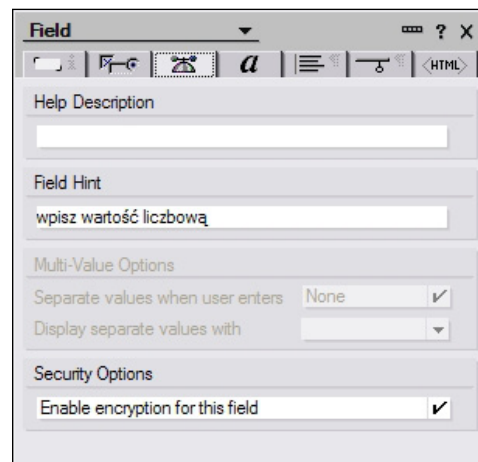 Field
? X
a
<HTML>
Help Description
Field Hint
wpisz wartość liczbową
Multi-Value Options
Separate values when user enters None
Display separate values with
Security Options
Enable encryption for this field